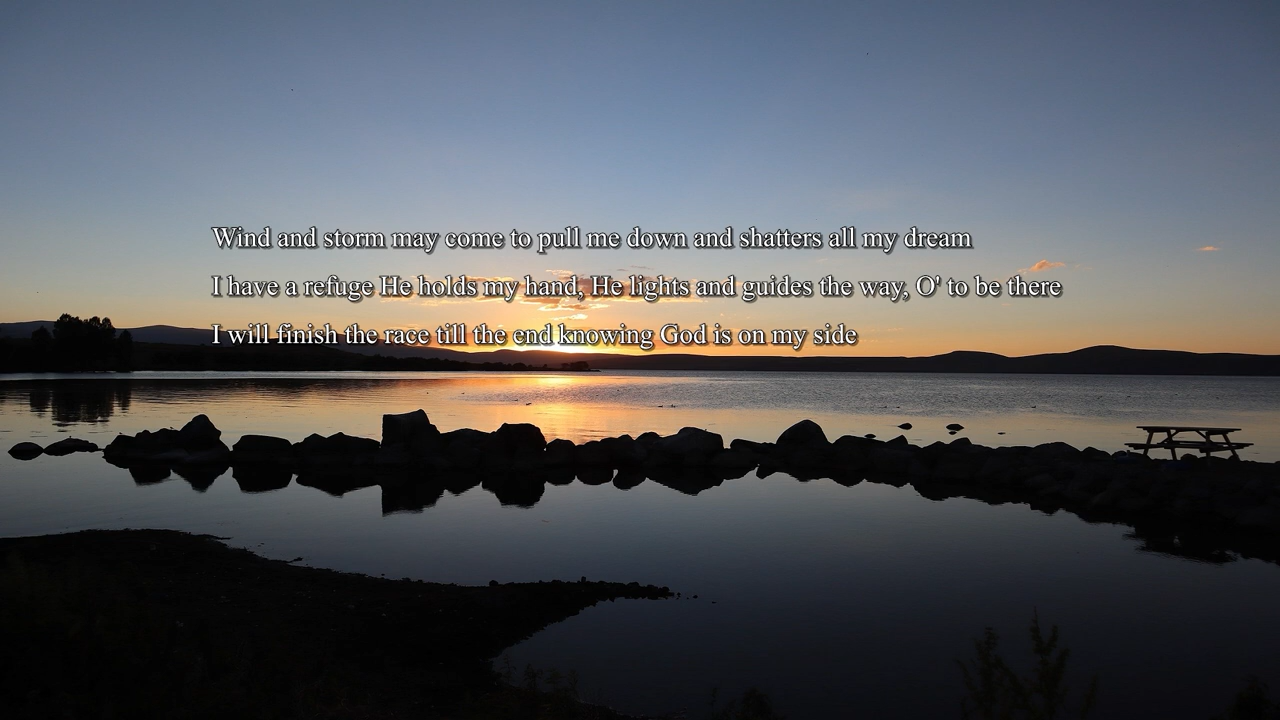 Wind and storm may come to pull me down and shatters all my dream
I have a refuge He holds my hand, He lights and guides the way, O' to be there
I will finish the race till the end knowing God is on my side